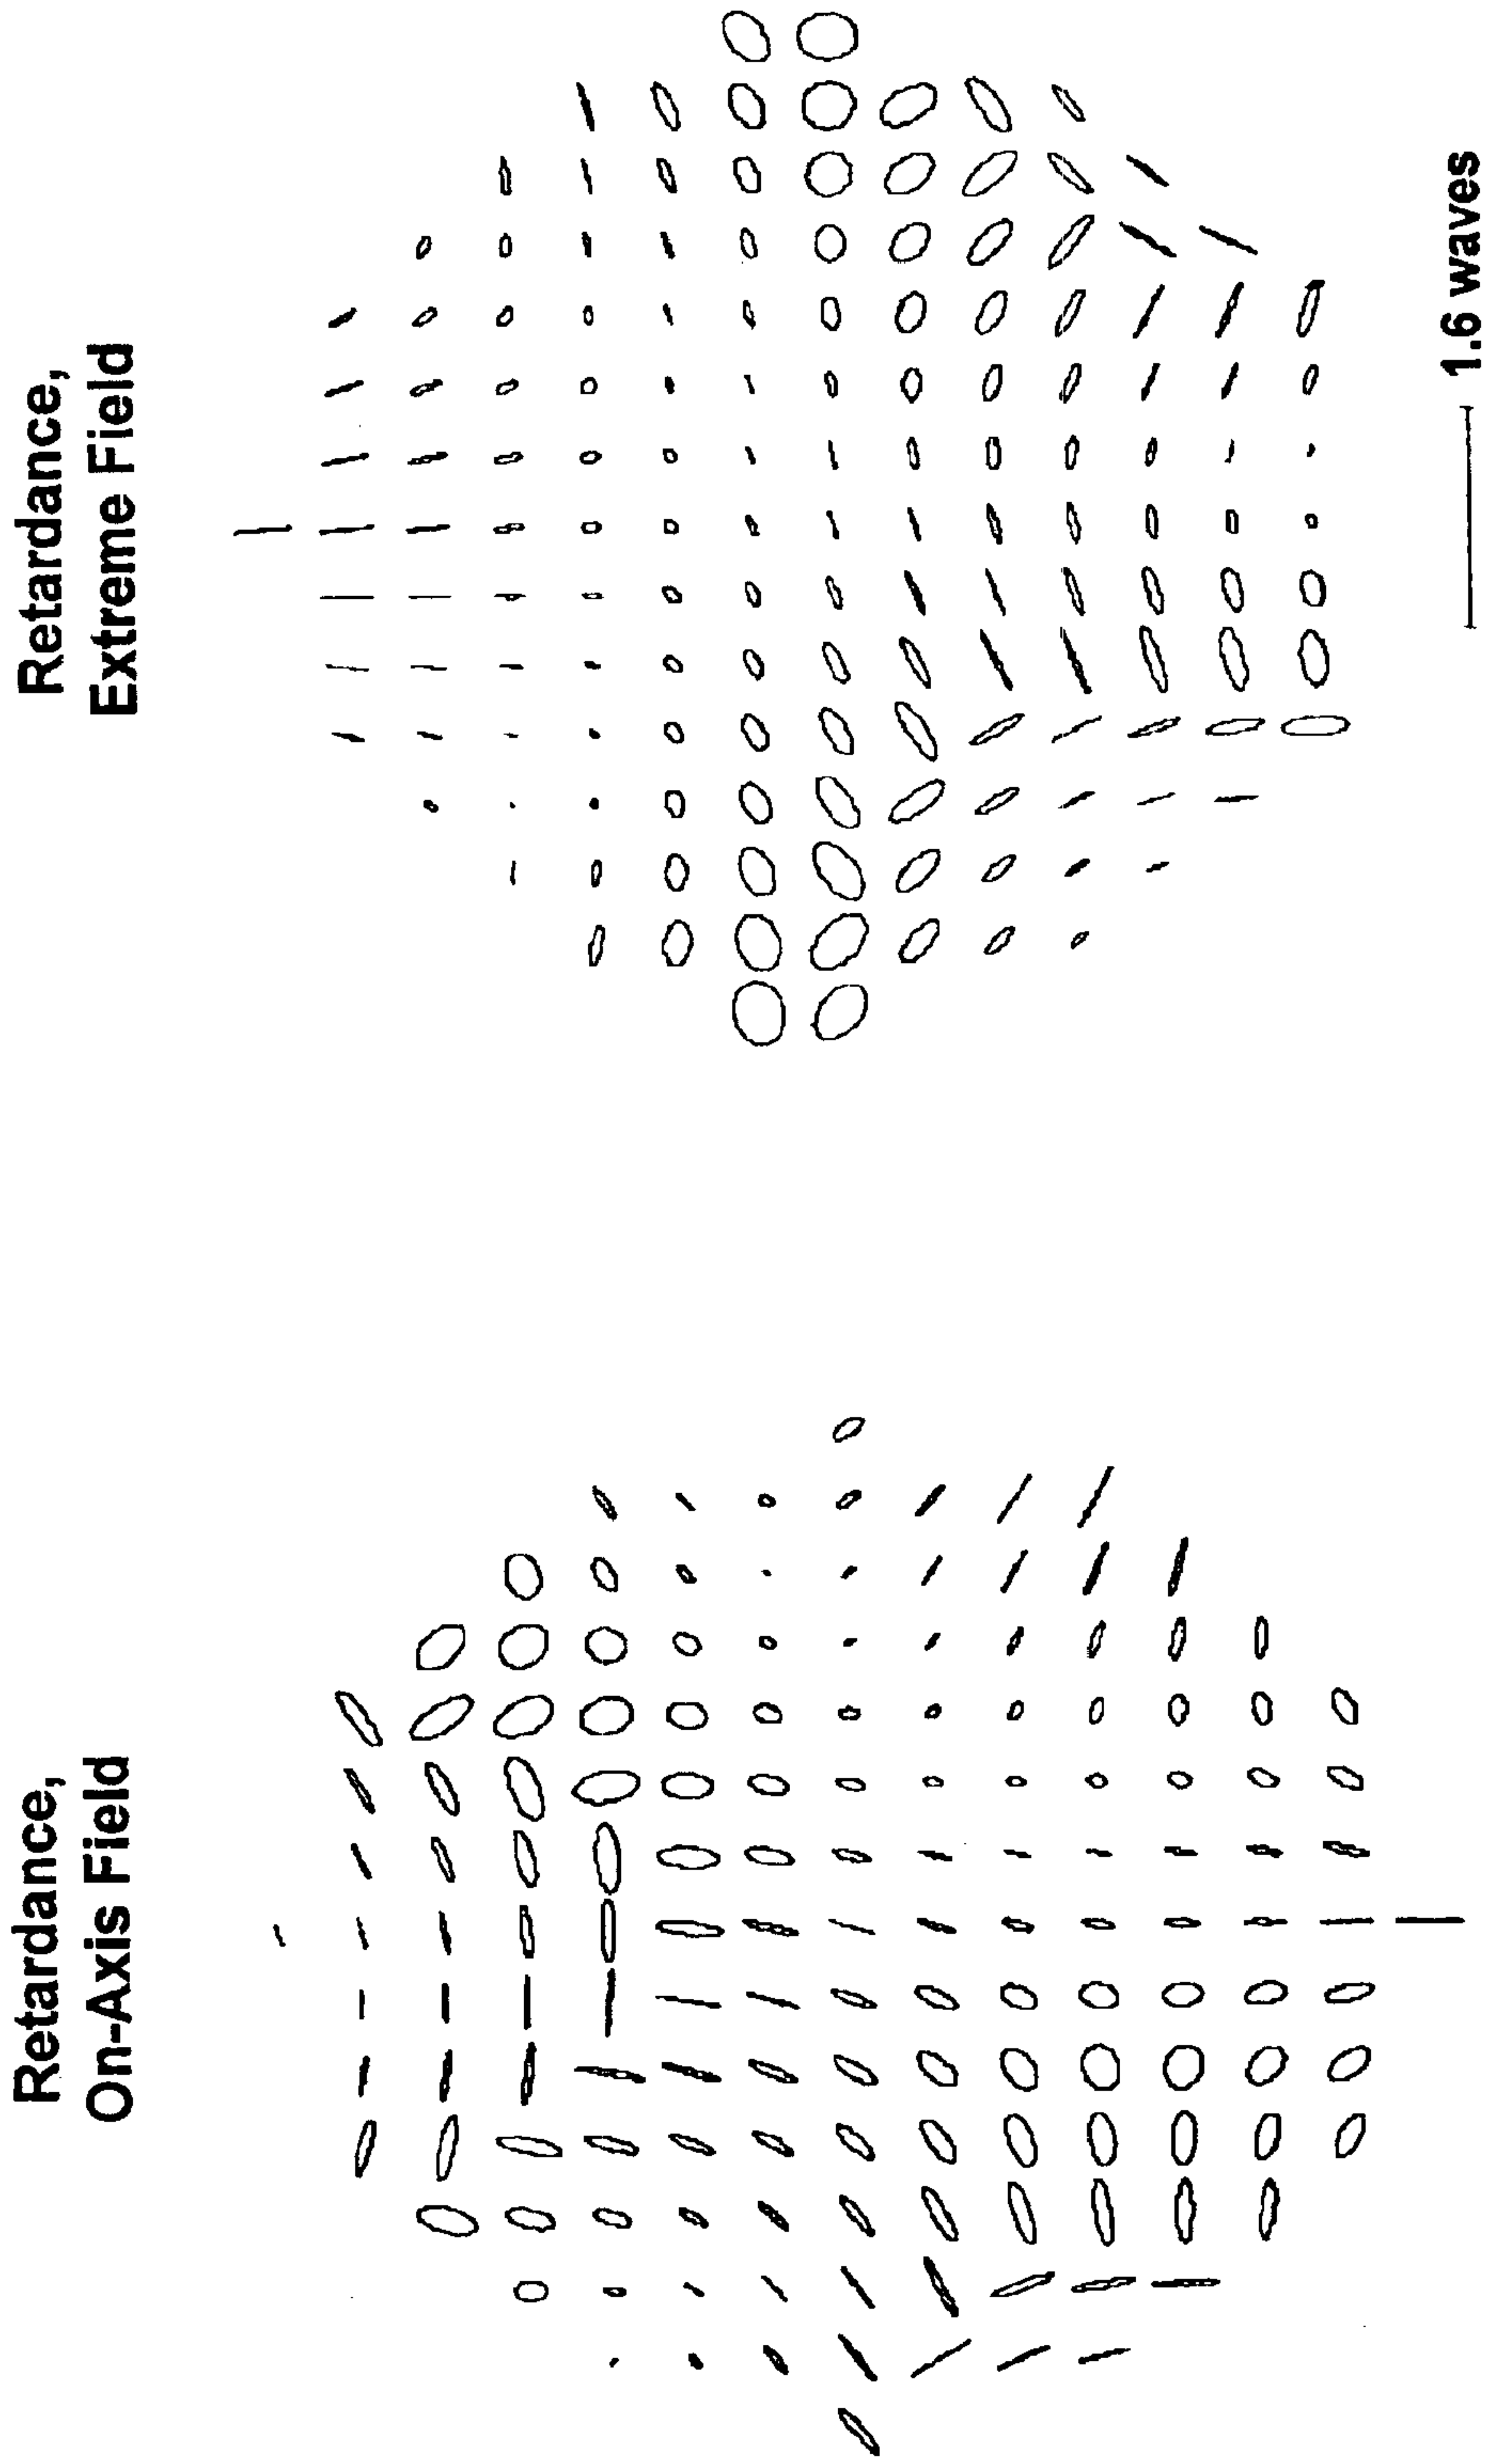 Retardance,
On-Axis Field
Retardance,
Extreme Field
1.6 waves